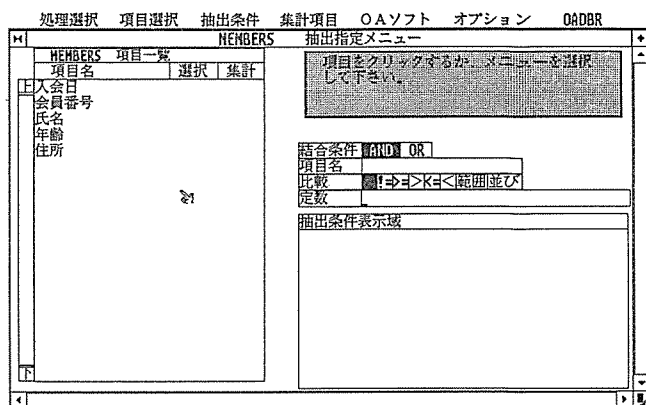 処理選択 項目選択 抽出条件 集計項目 OAソフト オプション OADBR
MEMBERS 抽出指定メニュー
MEMBERS 項目一覧
項目名 選択 集計
上
入会日
会員番号
氏名
年齢
住所
下
項目をクリックするか、メニューを選択
して下さい。
結合条件 AND OR
項目名
比較 = != >= > <= < 範囲 並び
定数
抽出条件表示域